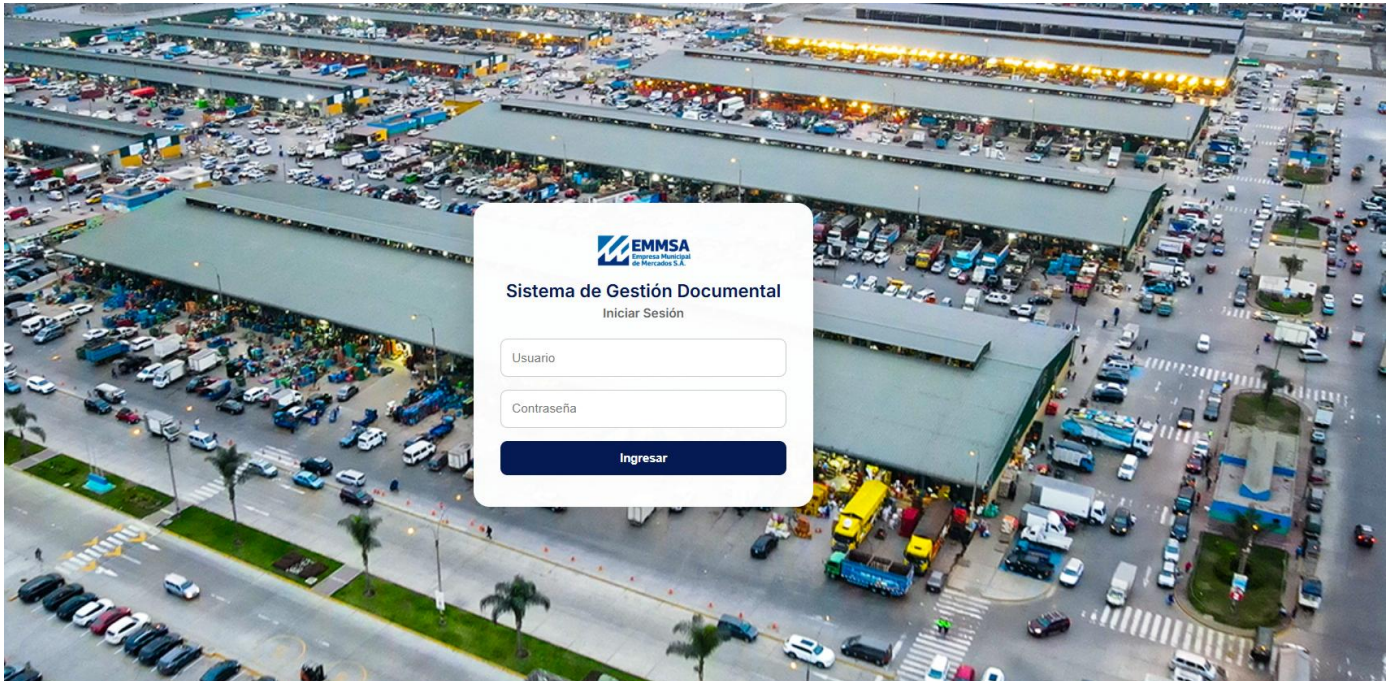 EMMSA
Empresa Municipal
de Mercados S.A.
Sistema de Gestión Documental
Iniciar Sesión
Usuario
Contraseña
Ingresar